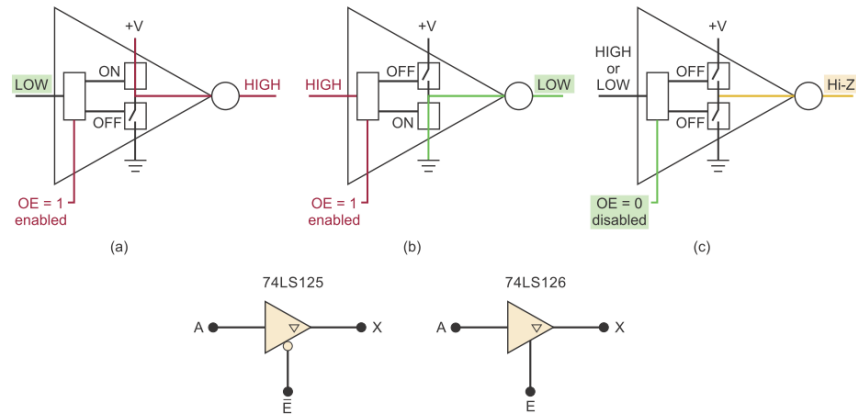 +V
LOW
ON
OFF
HIGH
OE = 1
enabled
(a)
+V
HIGH
OFF
ON
LOW
OE = 1
enabled
(b)
+V
HIGH
or
LOW
OFF
OFF
Hi-Z
OE = 0
disabled
(c)
74LS125
A
X
E̅
74LS126
A
X
E